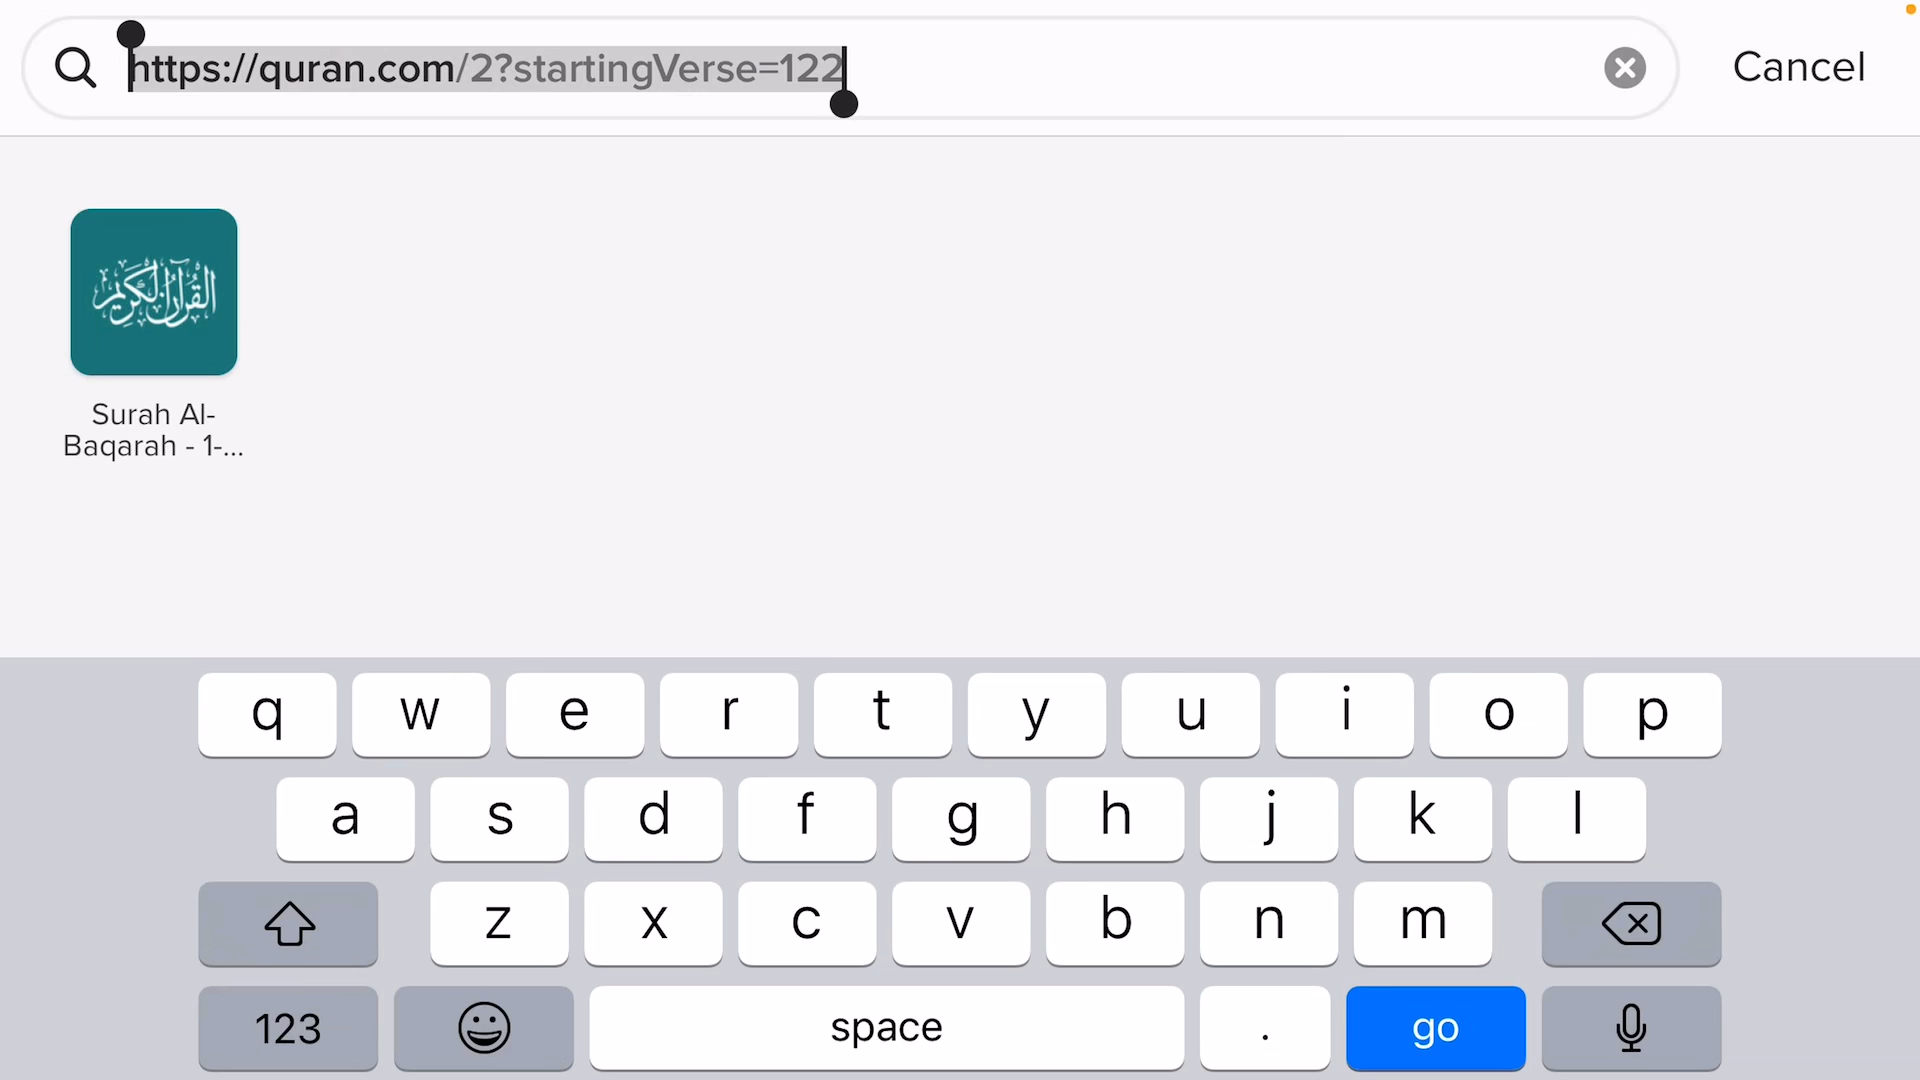 https://quran.com/2?startingVerse=122
Cancel
القرآن الكريم
Surah Al-
Baqarah - 1-...
q w e r t y u i o p
a s d f g h j k l
z x c v b n m
123 space . go